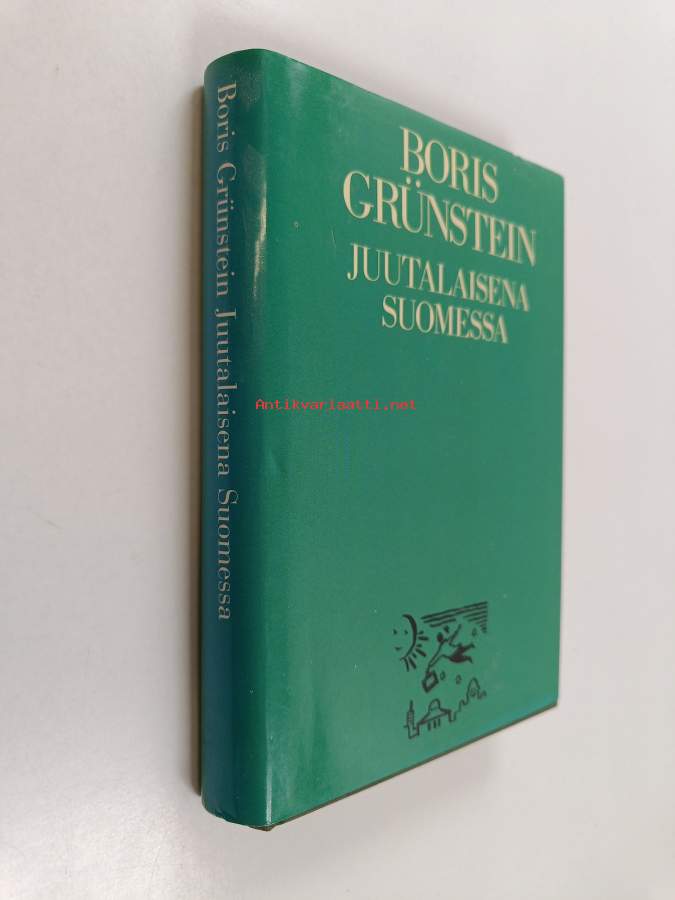 Boris Grünstein Juutalaisena Suomessa
BORIS
GRÜNSTEIN
JUUTALAISENA
SUOMESSA
Antikvariaatti.net